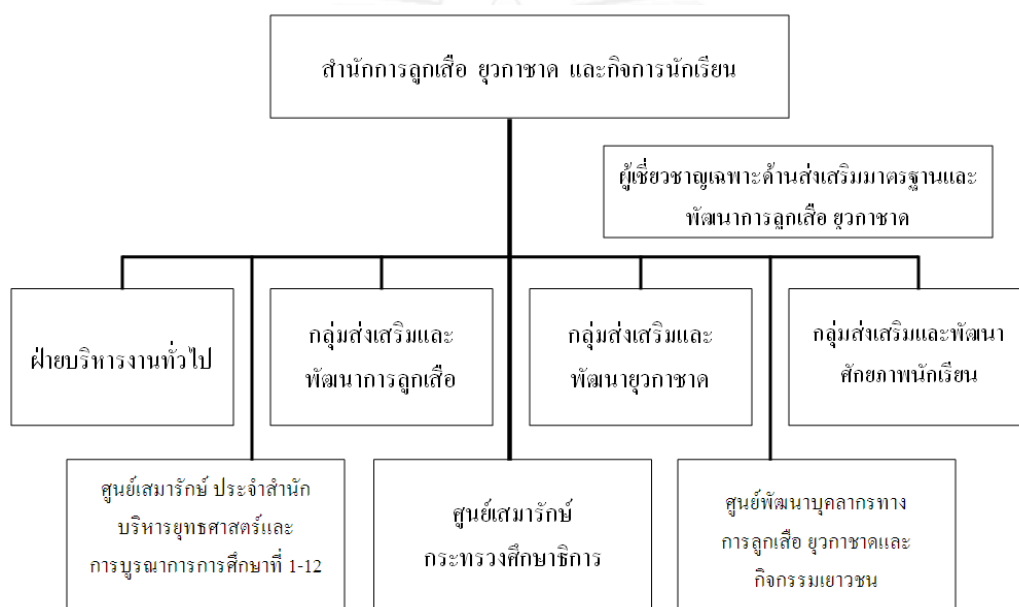 สำนักการลูกเสือ ยุวกาชาด และกิจการนักเรียน
ผู้เชี่ยวชาญเฉพาะด้านส่งเสริมมาตรฐานและ
พัฒนาการลูกเสือ ยุวกาชาด
ฝ่ายบริหารงานทั่วไป
กลุ่มส่งเสริมและ
พัฒนาการลูกเสือ
กลุ่มส่งเสริมและ
พัฒนายุวกาชาด
กลุ่มส่งเสริมและพัฒนา
ศักยภาพนักเรียน
ศูนย์เสมารักษ์ ประจำสำนัก
บริหารยุทธศาสตร์และ
การบูรณาการการศึกษาที่ 1-12
ศูนย์เสมารักษ์
กระทรวงศึกษาธิการ
ศูนย์พัฒนาบุคลากรทาง
การลูกเสือ ยุวกาชาดและ
กิจกรรมเยาวชน